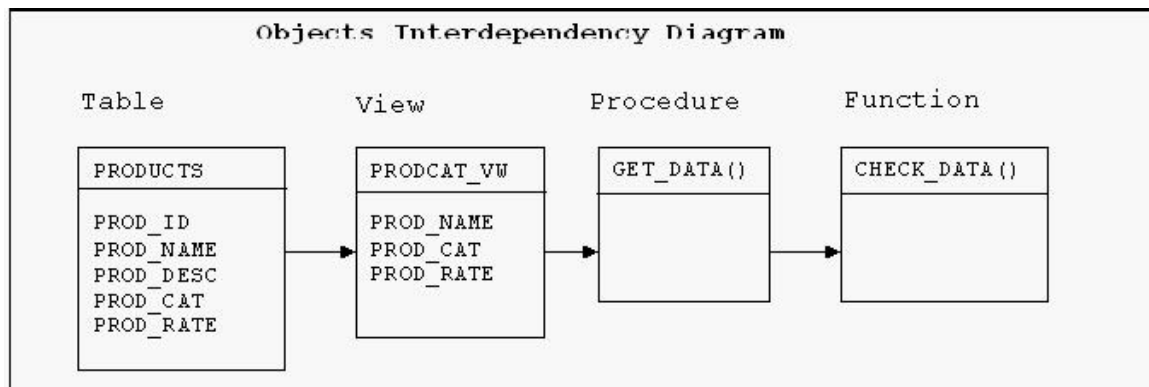 Objects Interdependency Diagram
Table
View
Procedure
Function
PRODUCTS
PROD_ID
PROD_NAME
PROD_DESC
PROD_CAT
PROD_RATE
PRODCAT_VW
PROD_NAME
PROD_CAT
PROD_RATE
GET_DATA()
CHECK_DATA()